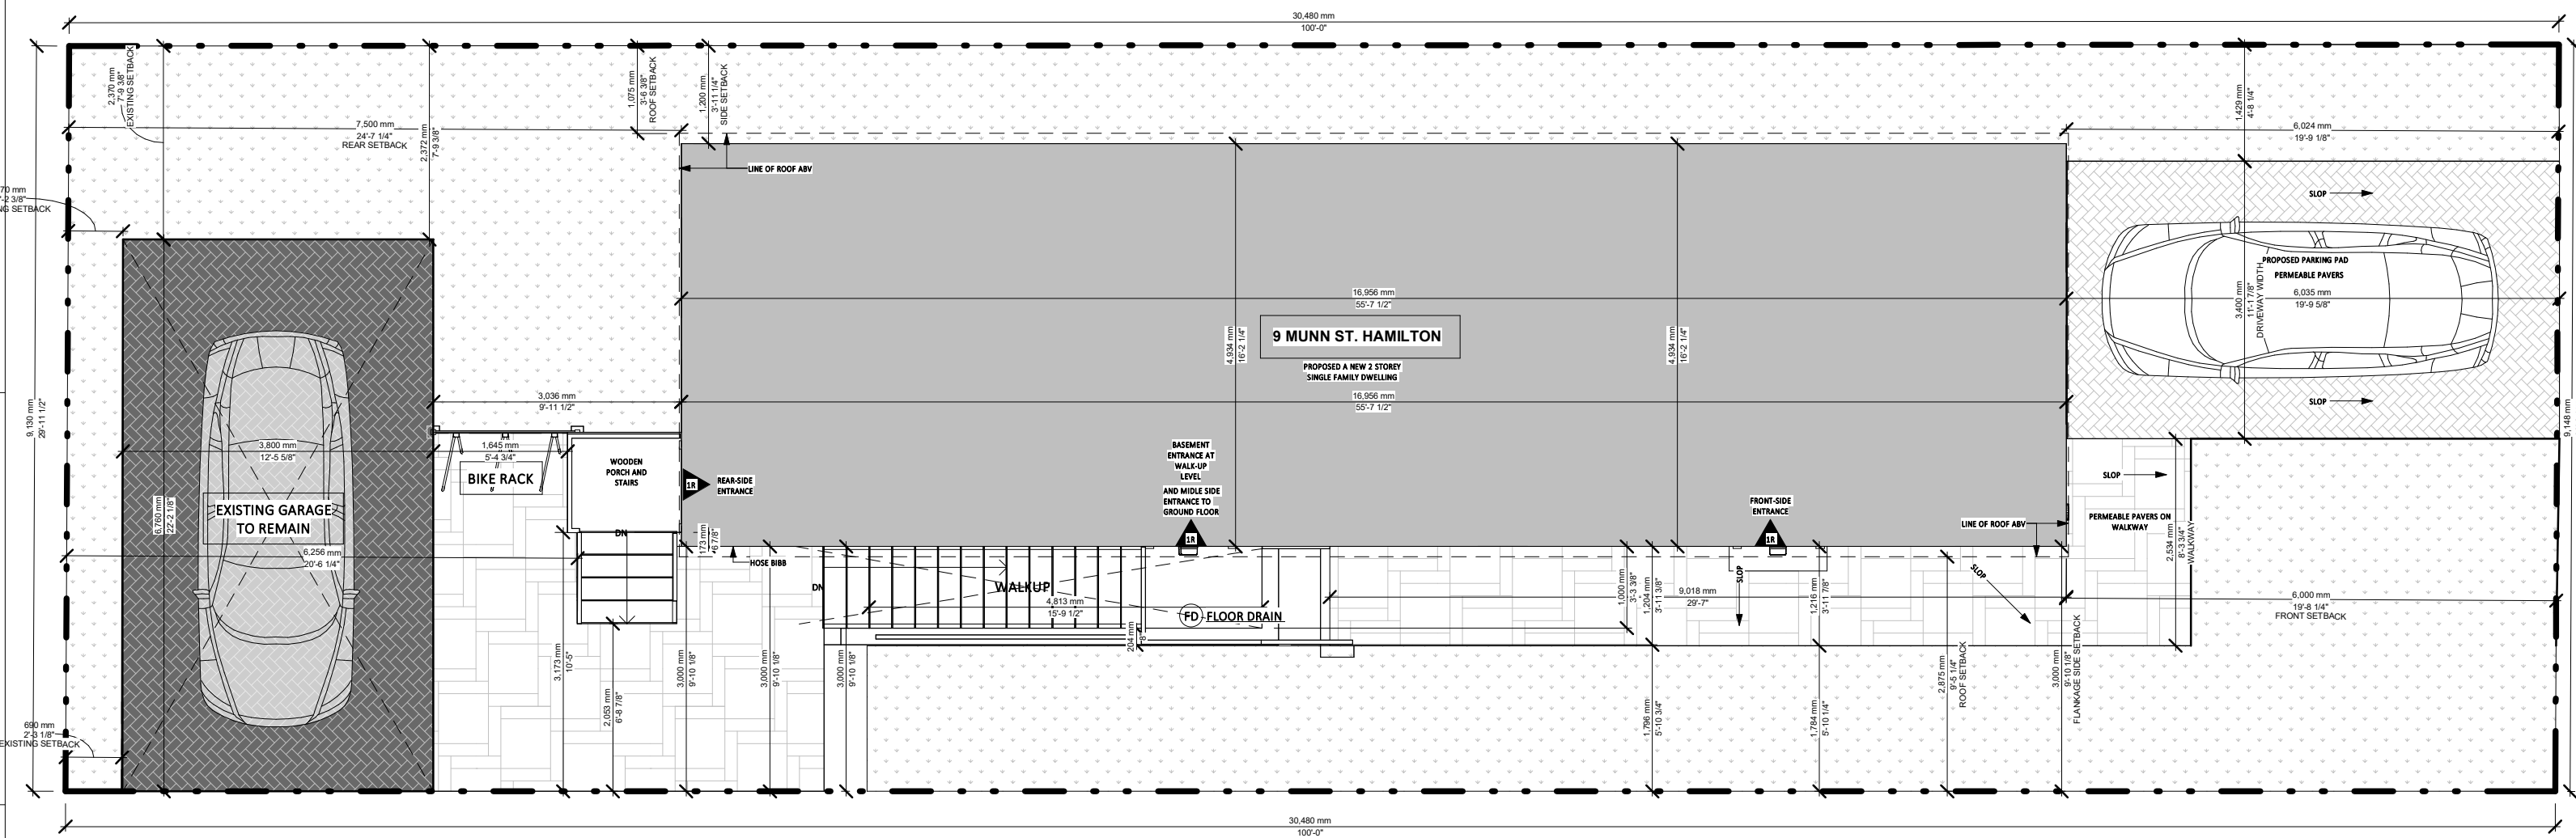 30,480 mm
100'-0"
2,370 mm
7'-9 3/8"
EXISTING SETBACK
1,075 mm
3'-6 3/8"
ROOF SETBACK
1,200 mm
3'-11 1/4"
SIDE SETBACK
1,429 mm
4'-8 1/4"
7,500 mm
24'-7 1/4"
REAR SETBACK
2,372 mm
7'-9 3/8"
6,024 mm
19'-9 1/8"
LINE OF ROOF ABV
70 mm
'-2 3/8"
NG SETBACK
SLOP
PROPOSED PARKING PAD
PERMEABLE PAVERS
6,035 mm
19'-9 5/8"
3,400 mm
11'-1 7/8"
DRIVEWAY WIDTH
SLOP
16,956 mm
55'-7 1/2"
9 MUNN ST. HAMILTON
PROPOSED A NEW 2 STOREY
SINGLE FAMILY DWELLING
4,934 mm
16'-2 1/4"
4,934 mm
16'-2 1/4"
16,956 mm
55'-7 1/2"
9,130 mm
29'-11 1/2"
9,148 mm
3,036 mm
9'-11 1/2"
3,800 mm
12'-5 5/8"
1,645 mm
5'-4 3/4"
BIKE RACK
WOODEN
PORCH AND
STAIRS
1R
REAR-SIDE
ENTRANCE
BASEMENT
ENTRANCE AT
WALK-UP
LEVEL
AND MIDLE SIDE
ENTRANCE TO
GROUND FLOOR
1R
FRONT-SIDE
ENTRANCE
1R
LINE OF ROOF ABV
SLOP
PERMEABLE PAVERS ON
WALKWAY
2,534 mm
8'-3 3/4"
WALKWAY
EXISTING GARAGE
TO REMAIN
6,760 mm
22'-2 1/8"
6,256 mm
20'-6 1/4"
DN
173 mm
6 7/8"
HOSE BIBB
DN
WALKUP
4,813 mm
15'-9 1/2"
FD
FLOOR DRAIN
204 mm
8"
9,018 mm
29'-7"
1,000 mm
3'-3 3/8"
1,204 mm
3'-11 3/8"
SLOP
1,216 mm
3'-11 7/8"
SLOP
6,000 mm
19'-8 1/4"
FRONT SETBACK
3,173 mm
10'-5"
2,053 mm
6'-8 7/8"
3,000 mm
9'-10 1/8"
3,000 mm
9'-10 1/8"
3,000 mm
9'-10 1/8"
1,796 mm
5'-10 3/4"
1,784 mm
5'-10 1/4"
2,875 mm
9'-5 1/4"
ROOF SETBACK
3,000 mm
9'-10 1/8"
FLANKAGE SIDE SETBACK
690 mm
2'-3 1/8"
EXISTING SETBACK
30,480 mm
100'-0"